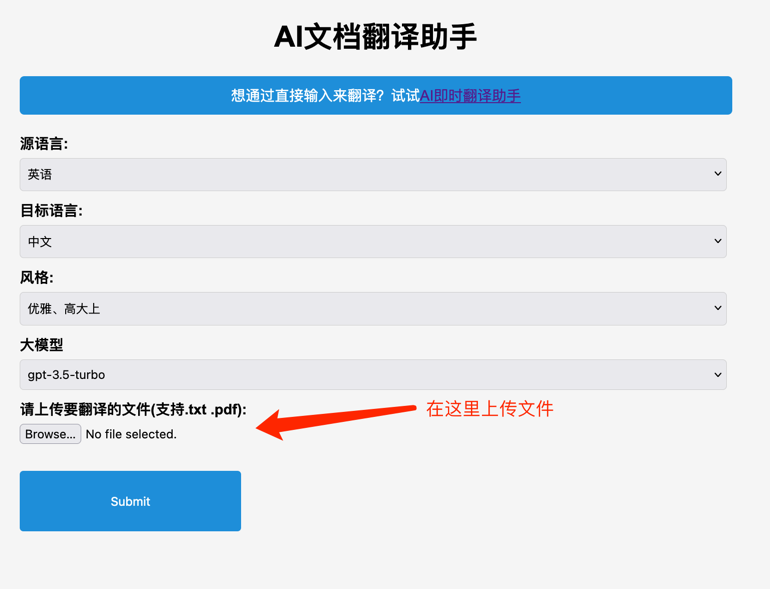 AI文档翻译助手
想通过直接输入来翻译？试试AI即时翻译助手
源语言:
英语
目标语言:
中文
风格:
优雅、高大上
大模型
gpt-3.5-turbo
请上传要翻译的文件(支持.txt .pdf):
在这里上传文件
Browse... No file selected.
Submit